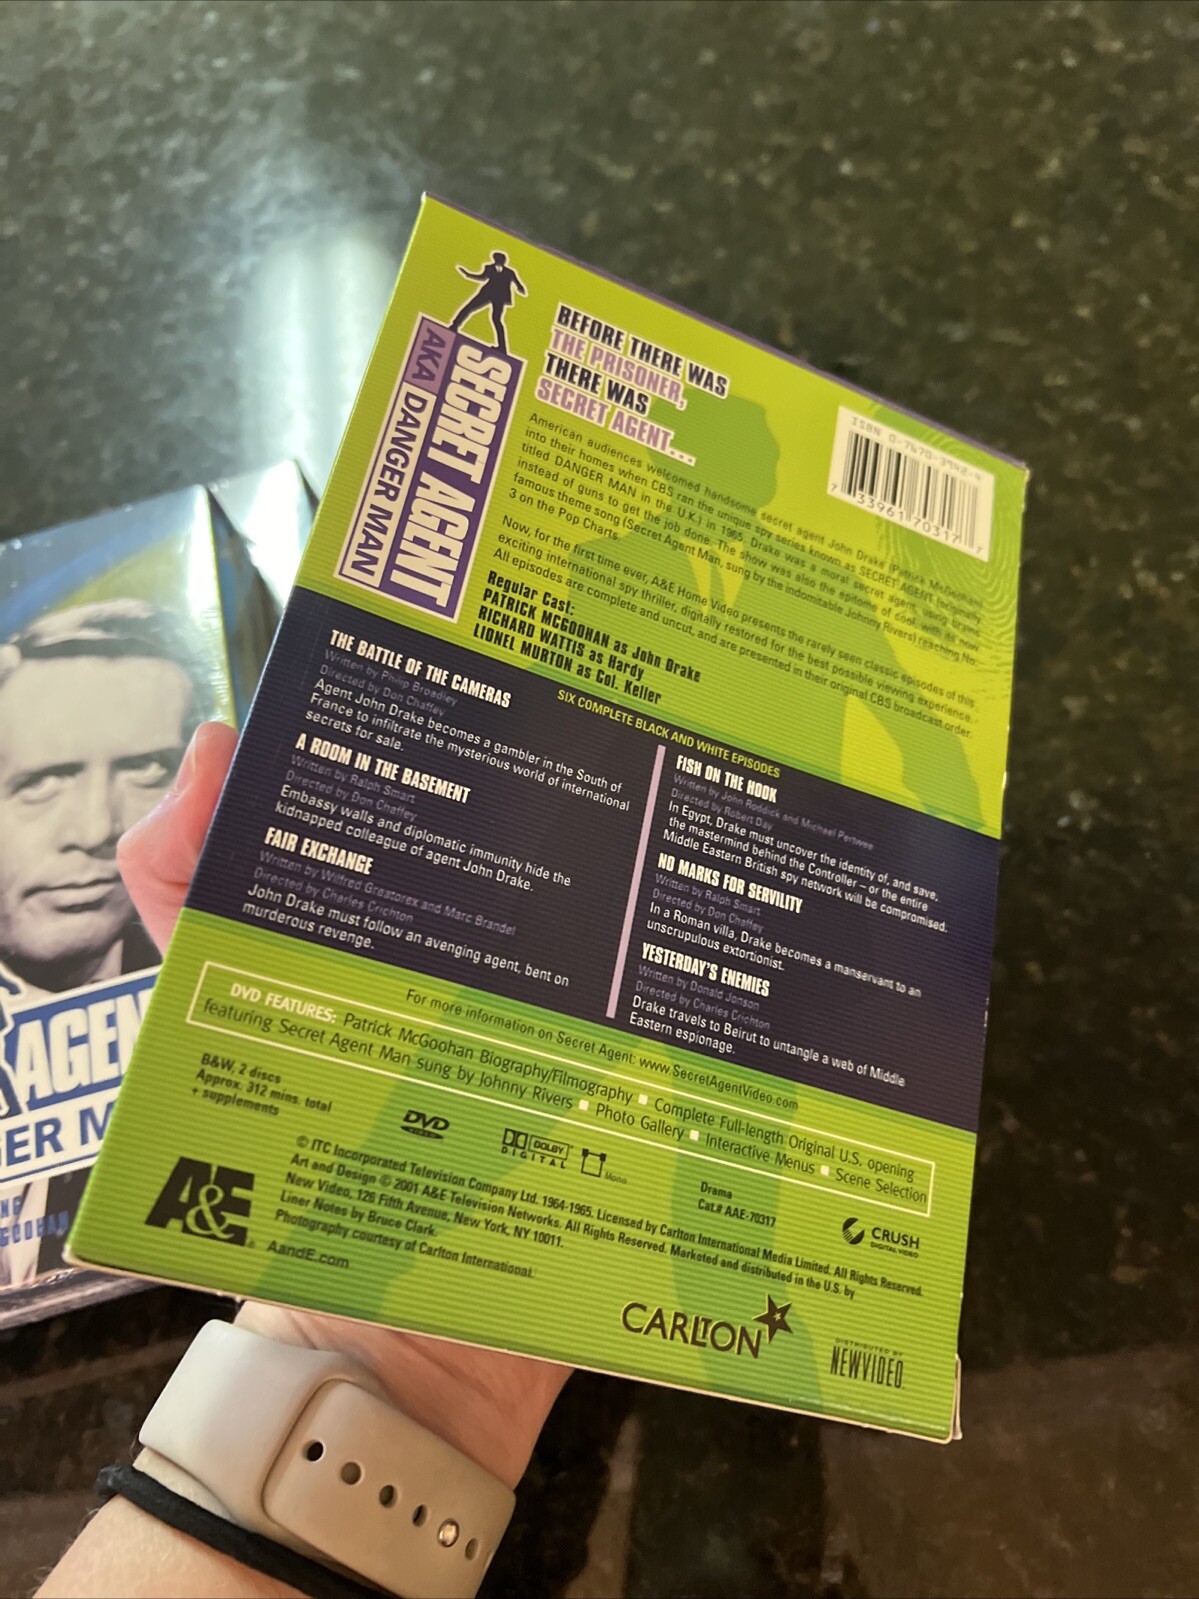 SECRET AGENT
AKA DANGER MAN
BEFORE THERE WAS
THE PRISONER,
THERE WAS
SECRET AGENT...
ISBN 0-7670-3942-4
7 33961 70317 7
American audiences welcomed handsome secret agent John Drake (Patrick McGoohan)
into their homes when CBS ran the unique spy series known as SECRET AGENT (originally
titled DANGER MAN in the U.K.) in 1965. Drake was a moral secret agent, using brains
instead of guns to get the job done. The show was also the epitome of cool, with its now
famous theme song (Secret Agent Man, sung by the indomitable Johnny Rivers) reaching No.
3 on the Pop Charts.
Now, for the first time ever, A&E Home Video presents the rarely seen classic episodes of this
exciting international spy thriller, digitally restored for the best possible viewing experience.
All episodes are complete and uncut, and are presented in their original CBS broadcast order.
Regular Cast:
PATRICK MCGOOHAN as John Drake
RICHARD WATTIS as Hardy
LIONEL MURTON as Col. Keller
SIX COMPLETE BLACK AND WHITE EPISODES
THE BATTLE OF THE CAMERAS
Written by Philip Broadley
Directed by Don Chaffey
Agent John Drake becomes a gambler in the South of
France to infiltrate the mysterious world of international
secrets for sale.
A ROOM IN THE BASEMENT
Written by Ralph Smart
Directed by Don Chaffey
Embassy walls and diplomatic immunity hide the
kidnapped colleague of agent John Drake.
FAIR EXCHANGE
Written by Wilfred Greatorex and Marc Brandel
Directed by Charles Crichton
John Drake must follow an avenging agent, bent on
murderous revenge.
FISH ON THE HOOK
Written by John Roddick and Michael Pertwee
Directed by Robert Day
In Egypt, Drake must uncover the identity of, and save,
the mastermind behind the Controller – or the entire
Middle Eastern British spy network will be compromised.
NO MARKS FOR SERVILITY
Written by Ralph Smart
Directed by Don Chaffey
In a Roman villa, Drake becomes a manservant to an
unscrupulous extortionist.
YESTERDAY'S ENEMIES
Written by Donald Jonson
Directed by Charles Crichton
Drake travels to Beirut to untangle a web of Middle
Eastern espionage.
For more information on Secret Agent: www.SecretAgentVideo.com
DVD FEATURES: Patrick McGoohan Biography/Filmography ■ Complete Full-length Original U.S. opening
featuring Secret Agent Man sung by Johnny Rivers ■ Photo Gallery ■ Interactive Menus ■ Scene Selection
B&W, 2 discs
Approx. 312 mins. total
+ supplements
DVD
VIDEO
DOLBY
DIGITAL
Mono
Drama
Cat.# AAE-70317
CRUSH
DIGITAL VIDEO
© ITC Incorporated Television Company Ltd. 1964-1965. Licensed by Carlton International Media Limited. All Rights Reserved.
Art and Design © 2001 A&E Television Networks. All Rights Reserved. Marketed and distributed in the U.S. by
New Video, 126 Fifth Avenue, New York, NY 10011.
Liner Notes by Bruce Clark.
Photography courtesy of Carlton International.
A&E
AandE.com
CARLTON
DISTRIBUTED BY
NEWVIDEO
AGEN
GER M